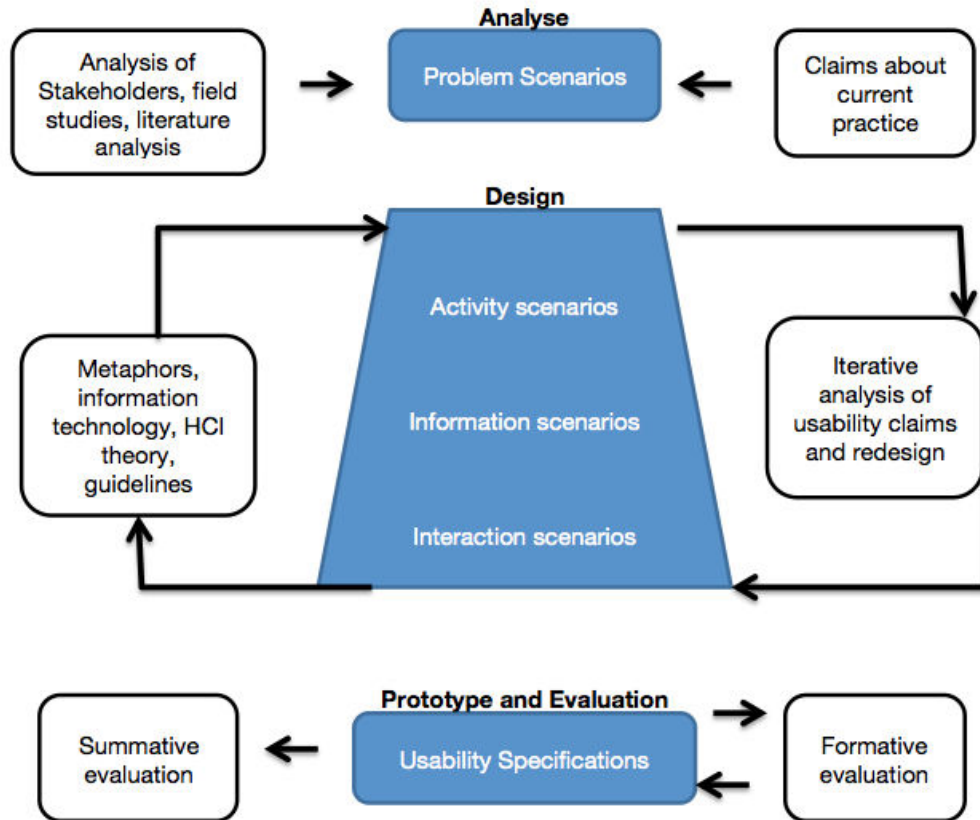 Analyse
Analysis of
Stakeholders, field
studies, literature
analysis
Problem Scenarios
Claims about
current
practice
Design
Activity scenarios
Information scenarios
Interaction scenarios
Metaphors,
information
technology, HCI
theory,
guidelines
Iterative
analysis of
usability claims
and redesign
Prototype and Evaluation
Summative
evaluation
Usability Specifications
Formative
evaluation